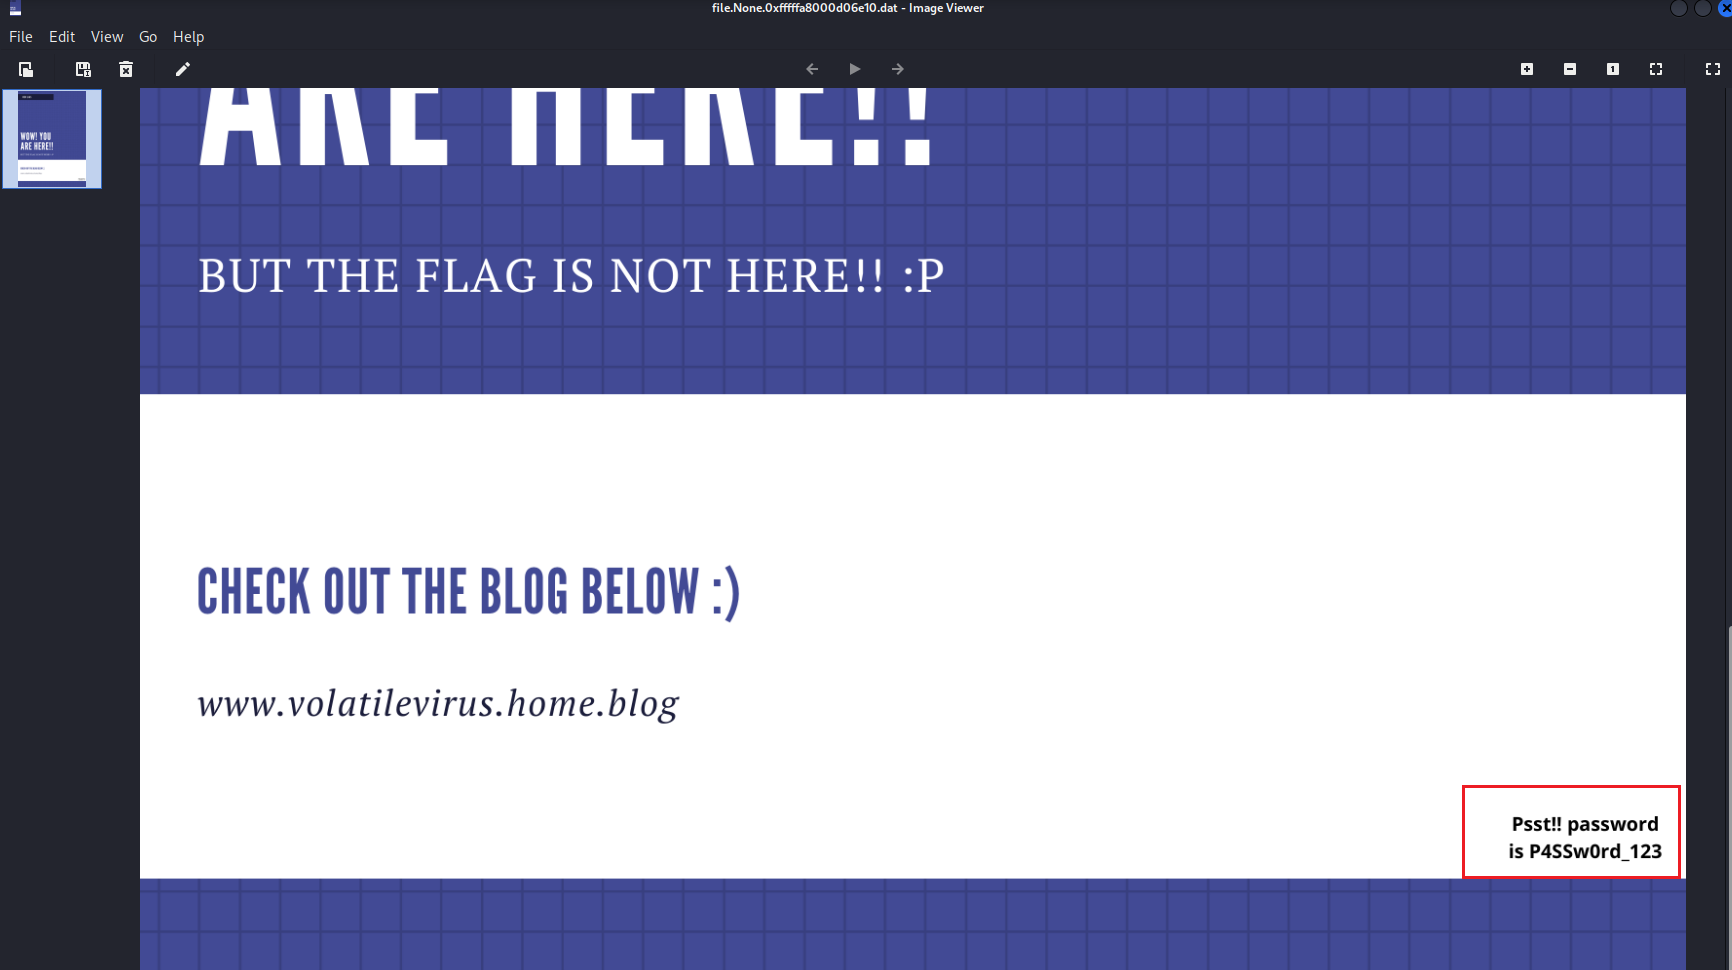 file.None.0xfffffa8000d06e10.dat - Image Viewer
File Edit View Go Help
WOW! YOU
ARE HERE!!
ARE HERE!!
BUT THE FLAG IS NOT HERE!! :P
CHECK OUT THE BLOG BELOW :)
www.volatilevirus.home.blog
Psst!! password
is P4SSw0rd_123